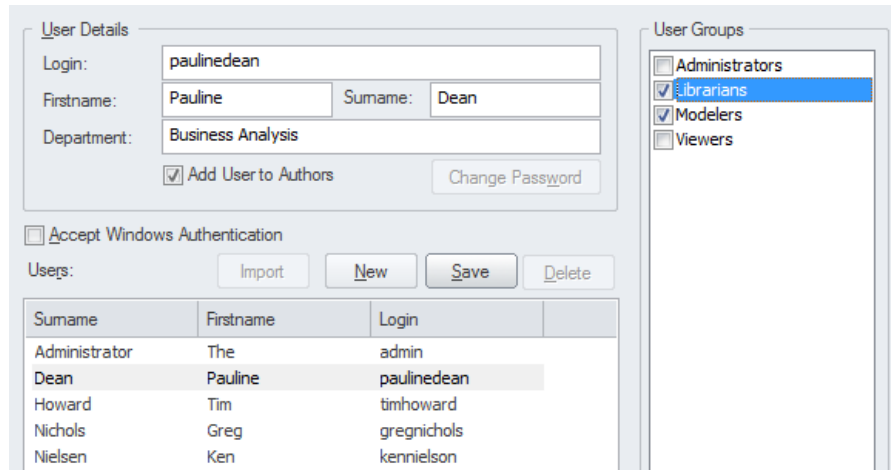 User Details
Login: paulinedean
Firstname: Pauline Surname: Dean
Department: Business Analysis
Add User to Authors Change Password
Accept Windows Authentication
Users: Import New Save Delete
Surname Firstname Login
Administrator The admin
Dean Pauline paulinedean
Howard Tim timhoward
Nichols Greg gregnichols
Nielsen Ken kennielson
User Groups
Administrators
Librarians
Modelers
Viewers